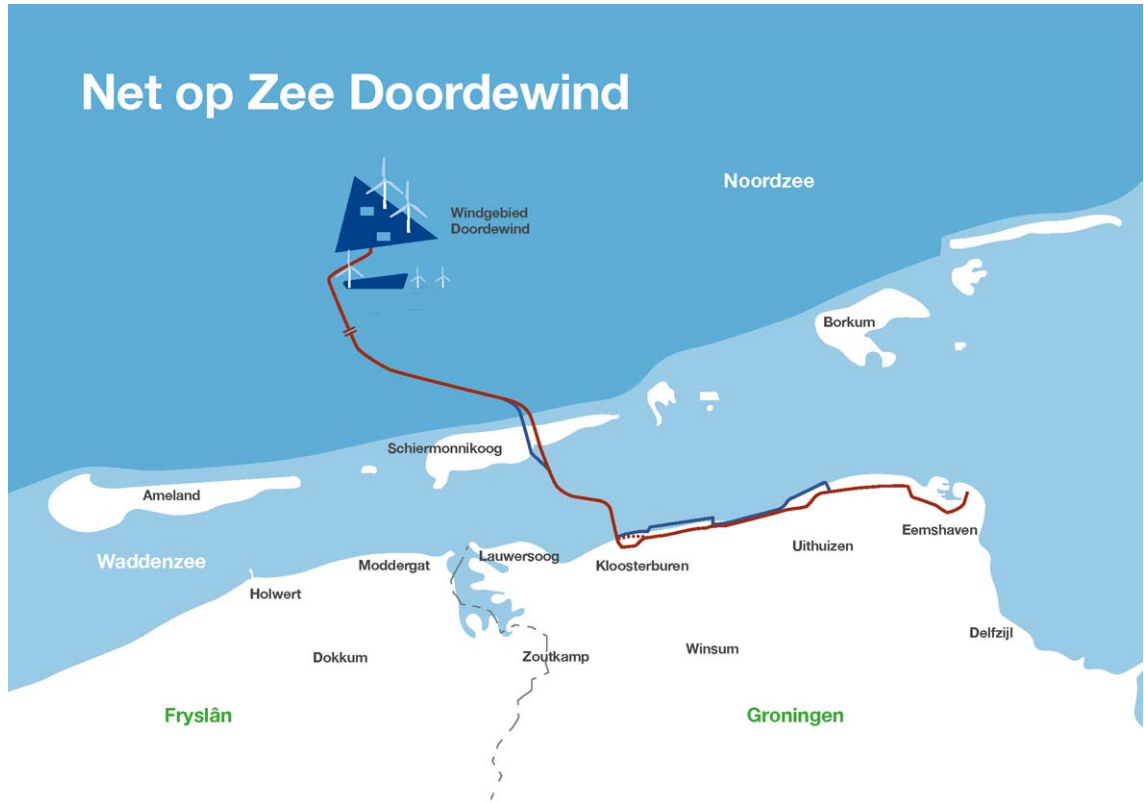 Net op Zee Doordewind
Noordzee
Windgebied
Doordewind
Borkum
Schiermonnikoog
Ameland
Eemshaven
Uithuizen
Waddenzee
Lauwersoog
Moddergat
Kloosterburen
Holwert
Delfzijl
Winsum
Dokkum
Zoutkamp
Fryslân
Groningen